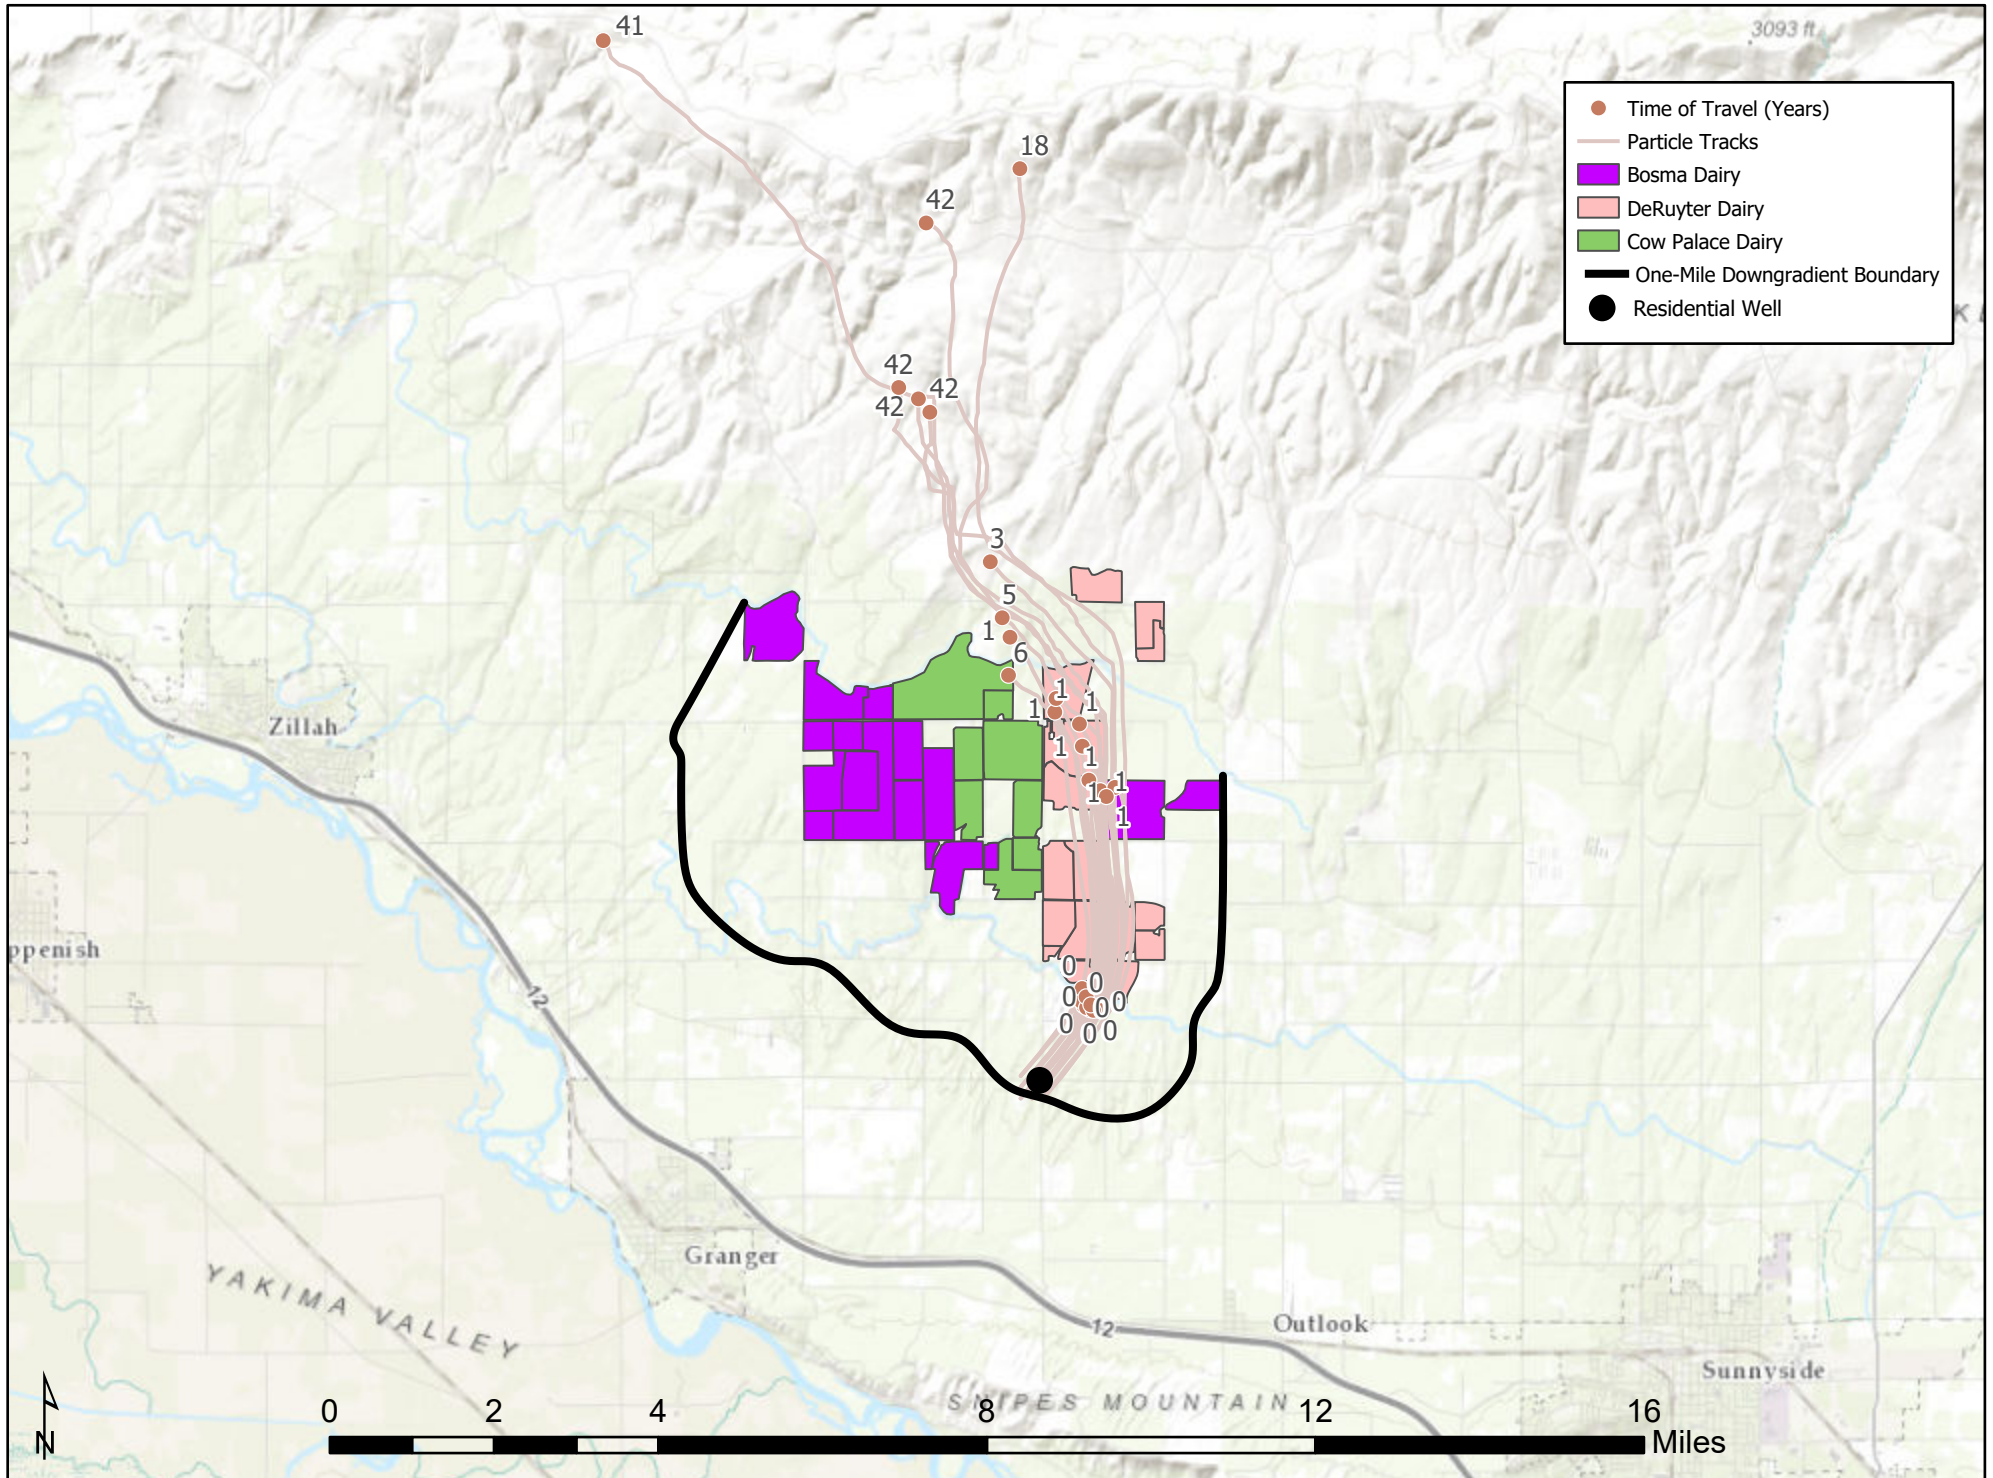 41
3093 ft
18
42
Time of Travel (Years)
Particle Tracks
Bosma Dairy
DeRuyter Dairy
Cow Palace Dairy
One-Mile Downgradient Boundary
Residential Well
K
42
42
42
3
5
1
6
1
1
1
1
1
1
1
1
Zillah
ppenish
12
0
0
0
0
0
0
0
0
Granger
YAKIMA VALLEY
12
Outlook
Sunnyside
SNIPES MOUNTAIN
0 2 4 8 12 16
Miles
N